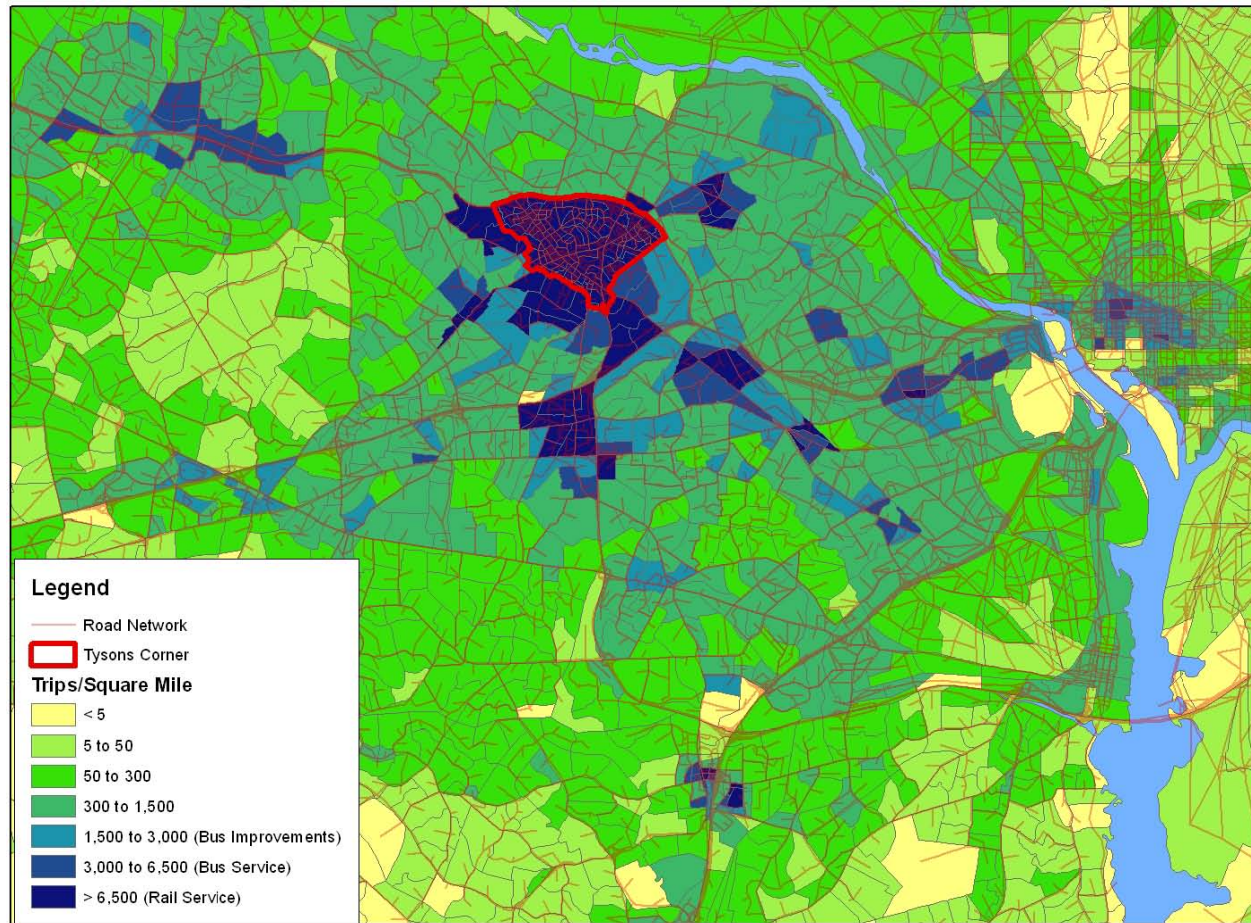 Legend
Road Network
Tysons Corner
Trips/Square Mile
< 5
5 to 50
50 to 300
300 to 1,500
1,500 to 3,000 (Bus Improvements)
3,000 to 6,500 (Bus Service)
> 6,500 (Rail Service)